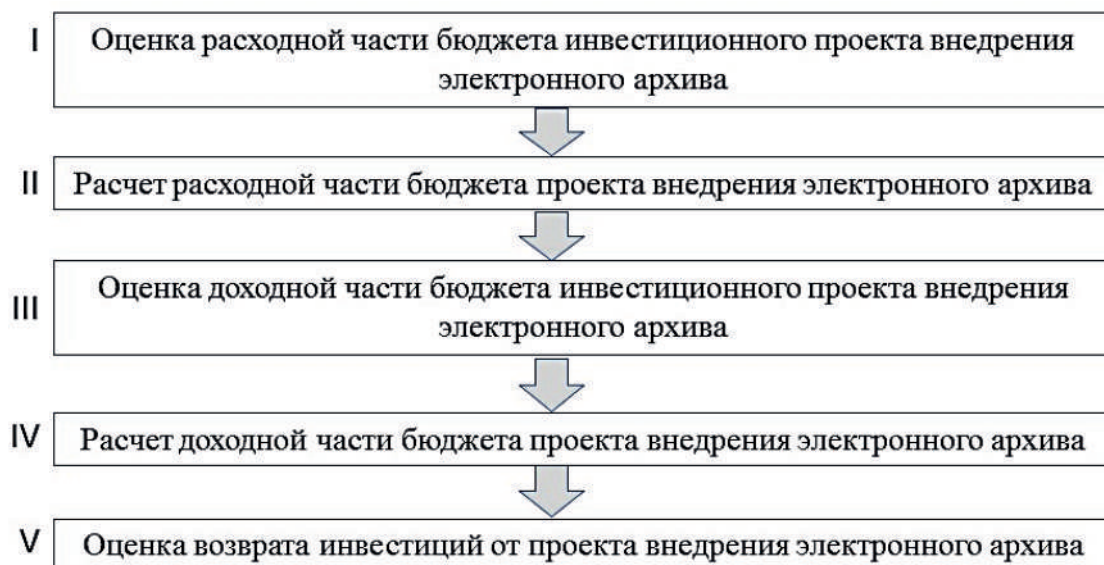 I Оценка расходной части бюджета инвестиционного проекта внедрения
электронного архива
II Расчет расходной части бюджета проекта внедрения электронного архива
III Оценка доходной части бюджета инвестиционного проекта внедрения
электронного архива
IV Расчет доходной части бюджета проекта внедрения электронного архива
V Оценка возврата инвестиций от проекта внедрения электронного архива